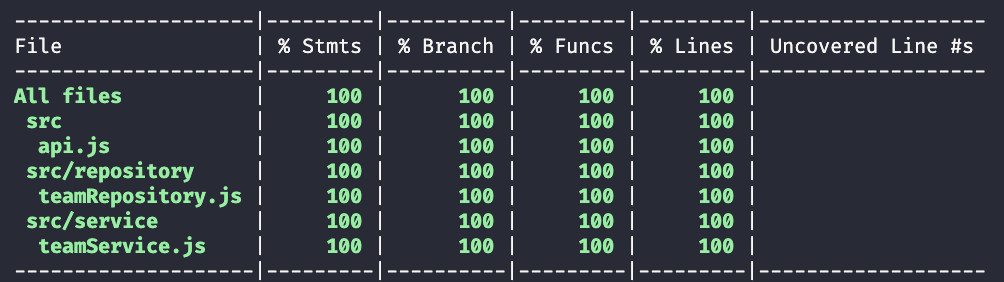 --------------------|---------|----------|---------|---------|-------------------
File                | % Stmts | % Branch | % Funcs | % Lines | Uncovered Line #s
--------------------|---------|----------|---------|---------|-------------------
All files           |     100 |      100 |     100 |     100 |
 src                |     100 |      100 |     100 |     100 |
  api.js            |     100 |      100 |     100 |     100 |
 src/repository     |     100 |      100 |     100 |     100 |
  teamRepository.js |     100 |      100 |     100 |     100 |
 src/service        |     100 |      100 |     100 |     100 |
  teamService.js    |     100 |      100 |     100 |     100 |
--------------------|---------|----------|---------|---------|-------------------